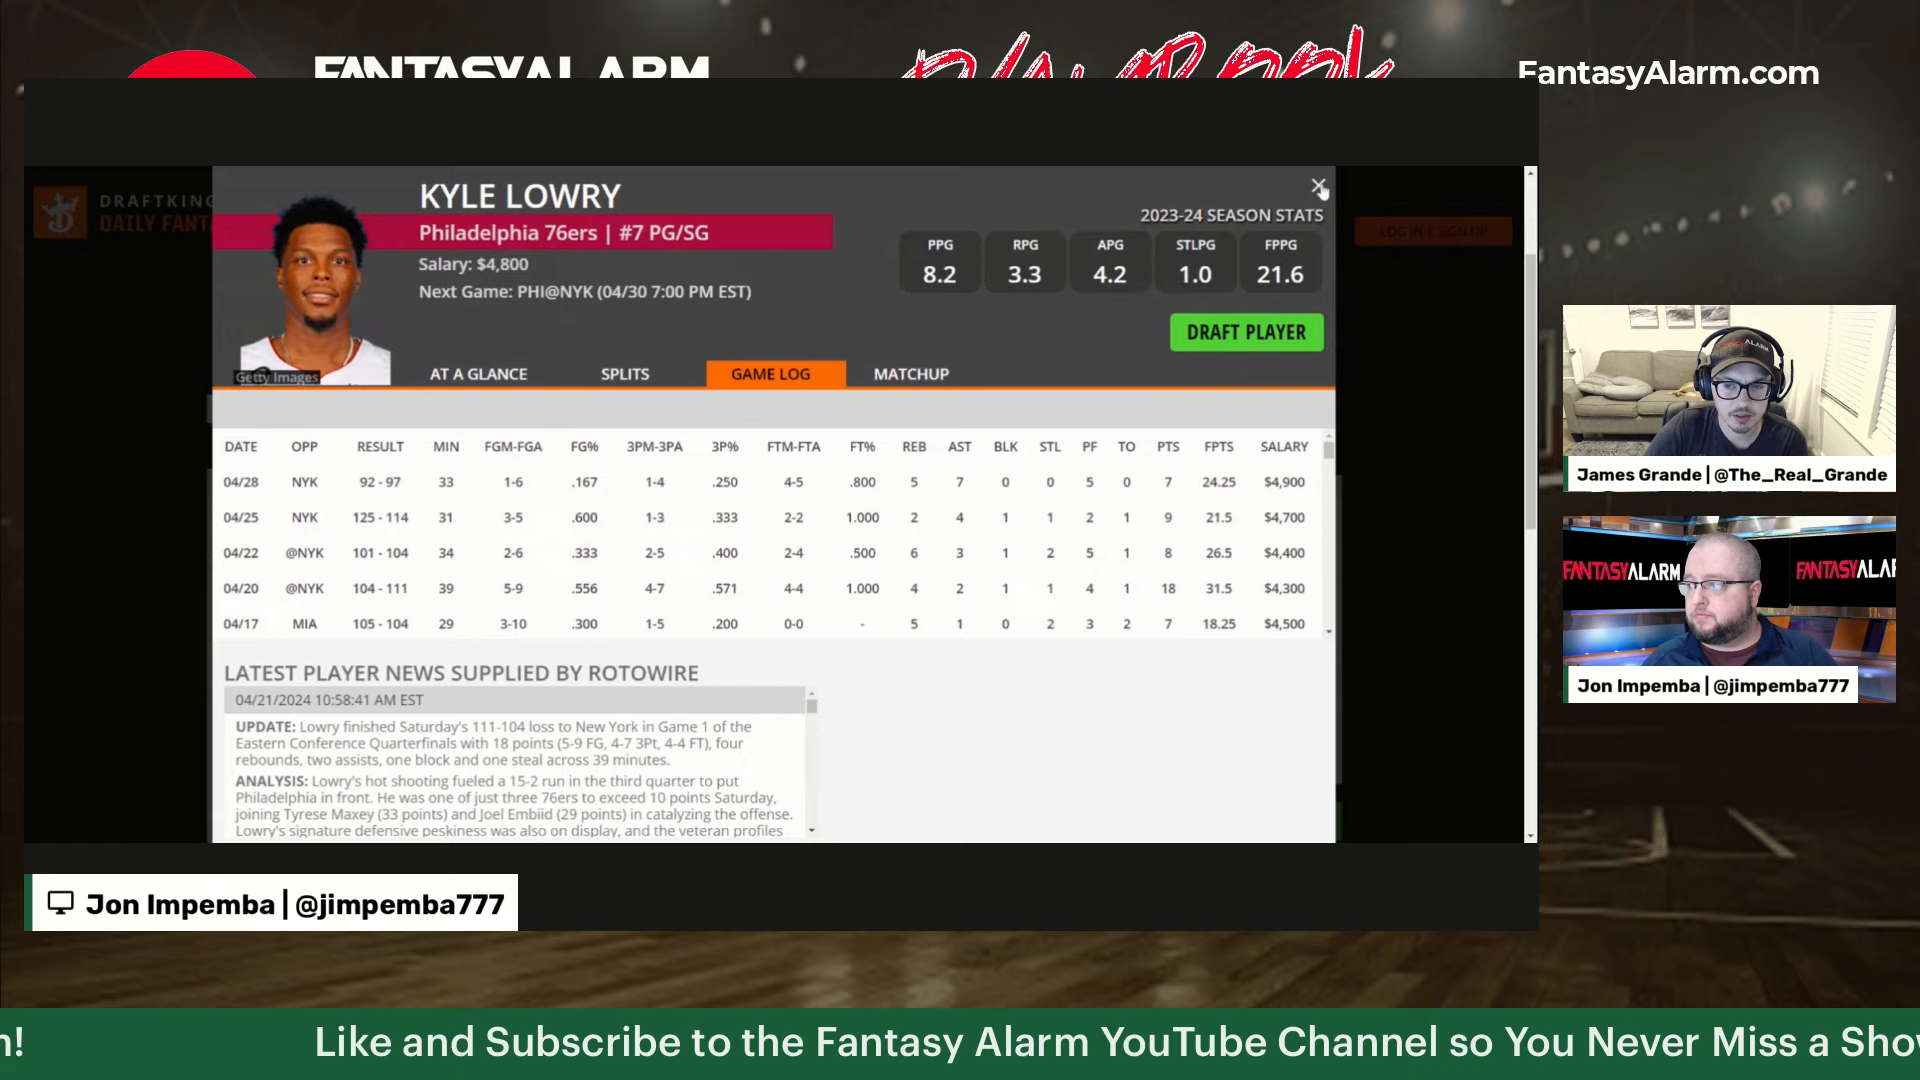 FANTASYALARM
PLAYBOOK
FantasyAlarm.com
DRAFTKING
DAILY FANT
KYLE LOWRY
Philadelphia 76ers | #7 PG/SG
Salary: $4,800
Next Game: PHI@NYK (04/30 7:00 PM EST)
Getty Images
2023-24 SEASON STATS
PPG RPG APG STLPG FPPG
8.2 3.3 4.2 1.0 21.6
LOG IN | SIGN UP
DRAFT PLAYER
AT A GLANCE SPLITS GAME LOG MATCHUP
DATE OPP RESULT MIN FGM-FGA FG% 3PM-3PA 3P% FTM-FTA FT% REB AST BLK STL PF TO PTS FPTS SALARY
04/28 NYK 92 - 97 33 1-6 .167 1-4 .250 4-5 .800 5 7 0 0 5 0 7 24.25 $4,900
04/25 NYK 125 - 114 31 3-5 .600 1-3 .333 2-2 1.000 2 4 1 1 2 1 9 21.5 $4,700
04/22 @NYK 101 - 104 34 2-6 .333 2-5 .400 2-4 .500 6 3 1 2 5 1 8 26.5 $4,400
04/20 @NYK 104 - 111 39 5-9 .556 4-7 .571 4-4 1.000 4 2 1 1 4 1 18 31.5 $4,300
04/17 MIA 105 - 104 29 3-10 .300 1-5 .200 0-0 - 5 1 0 2 3 2 7 18.25 $4,500
LATEST PLAYER NEWS SUPPLIED BY ROTOWIRE
04/21/2024 10:58:41 AM EST
UPDATE: Lowry finished Saturday's 111-104 loss to New York in Game 1 of the
Eastern Conference Quarterfinals with 18 points (5-9 FG, 4-7 3Pt, 4-4 FT), four
rebounds, two assists, one block and one steal across 39 minutes.
ANALYSIS: Lowry's hot shooting fueled a 15-2 run in the third quarter to put
Philadelphia in front. He was one of just three 76ers to exceed 10 points Saturday,
joining Tyrese Maxey (33 points) and Joel Embiid (29 points) in catalyzing the offense.
Lowry's signature defensive peskiness was also on display, and the veteran profiles
ALARM
James Grande | @The_Real_Grande
FANTASYALARM FANTASYALA
Jon Impemba | @jimpemba777
Jon Impemba | @jimpemba777
n! Like and Subscribe to the Fantasy Alarm YouTube Channel so You Never Miss a Sho